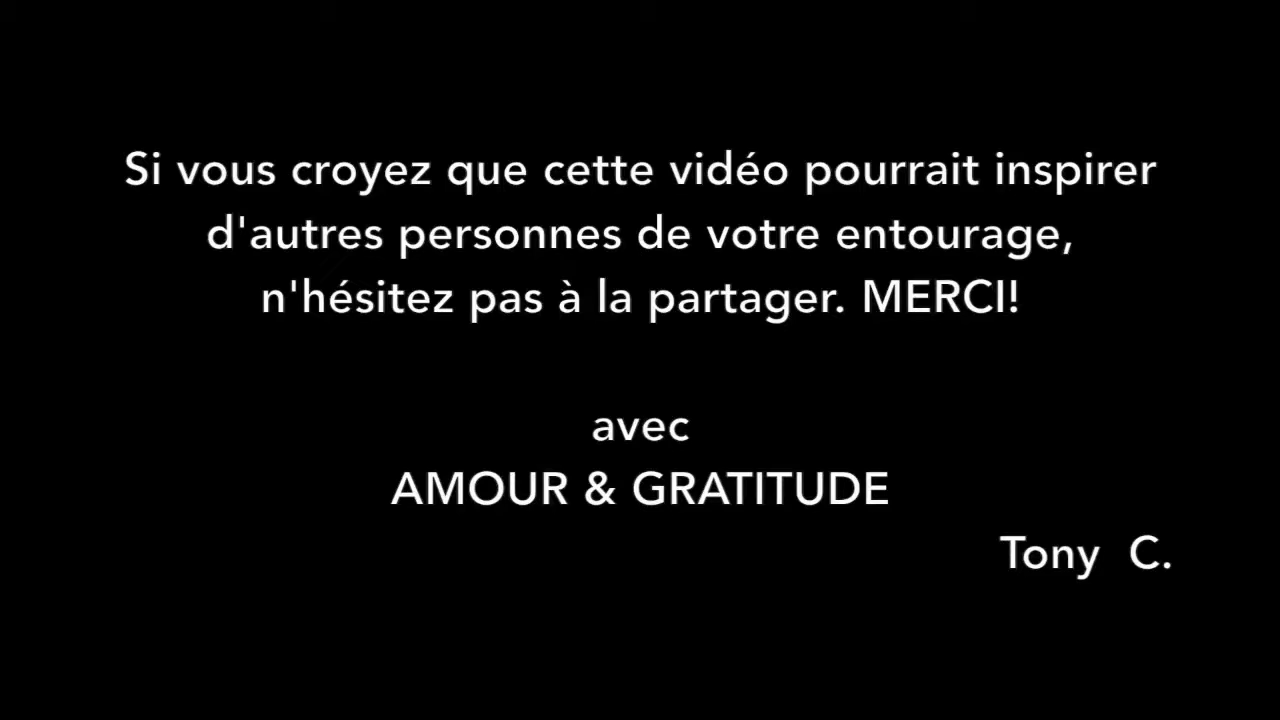 Si vous croyez que cette vidéo pourrait inspirer
d'autres personnes de votre entourage,
n'hésitez pas à la partager. MERCI!
avec
AMOUR & GRATITUDE
Tony C.